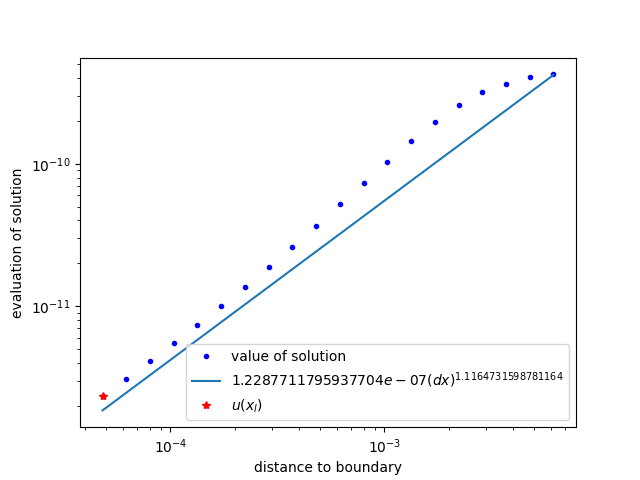 evaluation of solution
10⁻¹⁰
10⁻¹¹
value of solution
1.2287711795937704e − 07(dx)^1.1164731598781164
u(x_l)
10⁻⁴
10⁻³
distance to boundary